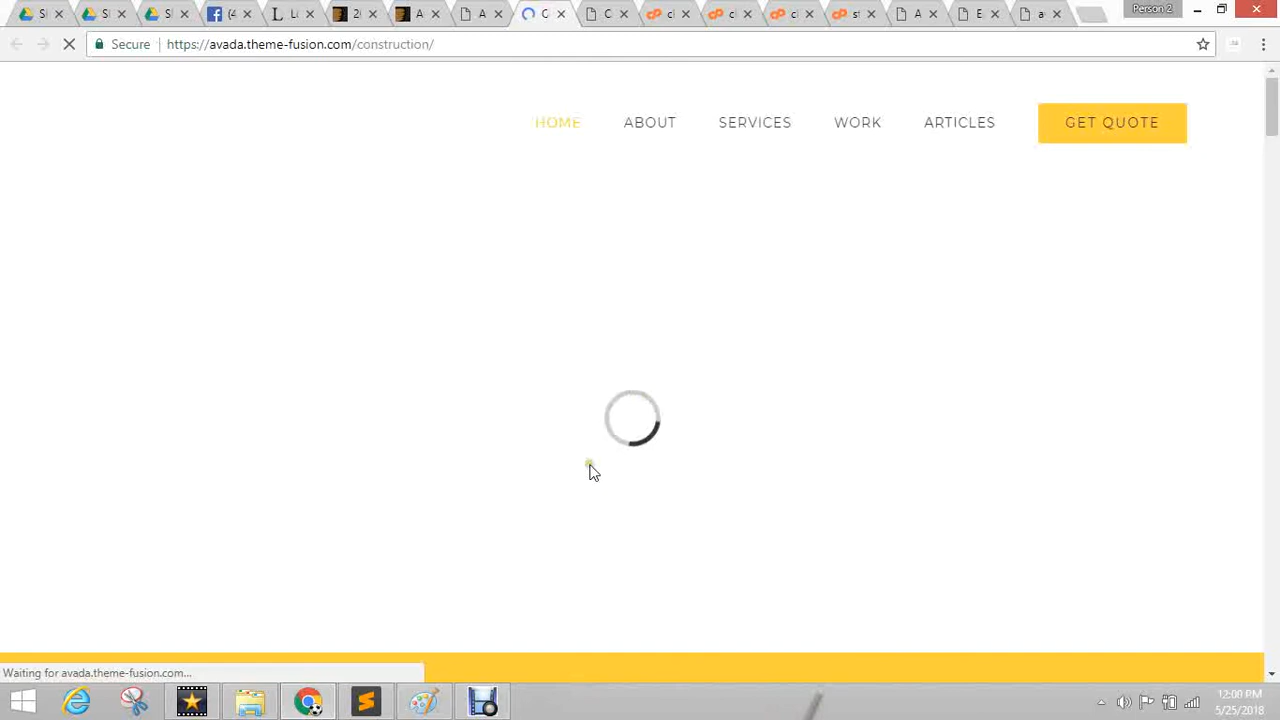 Person 2
Secure
https://avada.theme-fusion.com/construction/
HOME ABOUT SERVICES WORK ARTICLES GET QUOTE
Waiting for avada.theme-fusion.com...
12:00 PM
5/25/2018